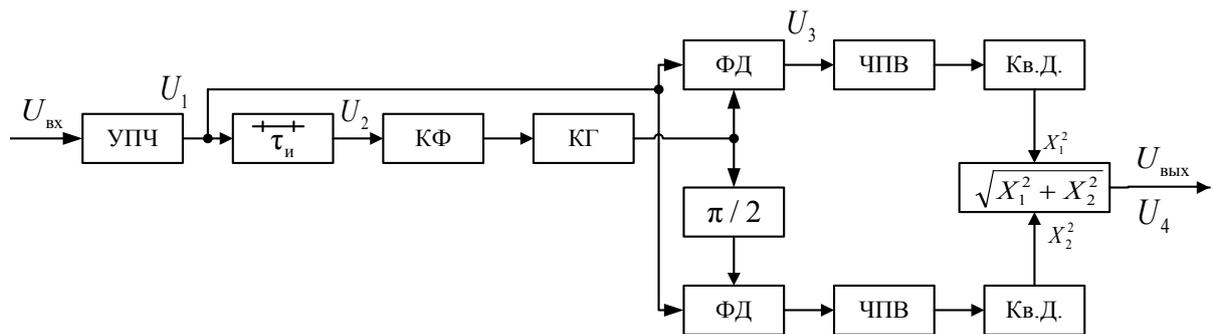 U₃
ФД
ЧПВ
Кв.Д.
U₁
Uвх
U₂
УПЧ
τи
КФ
КГ
X₁²
Uвых
√X₁² + X₂²
π / 2
U₄
X₂²
ФД
ЧПВ
Кв.Д.